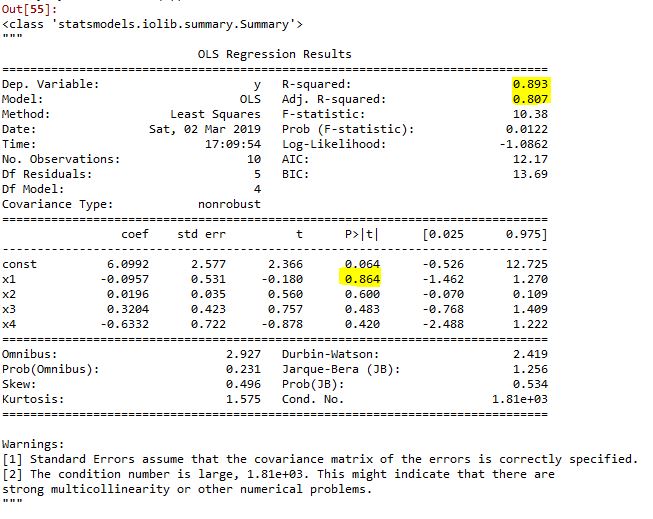 Out[55]:
<class 'statsmodels.iolib.summary.Summary'>
"""
                            OLS Regression Results
==============================================================================
Dep. Variable:                      y   R-squared:                       0.893
Model:                            OLS   Adj. R-squared:                  0.807
Method:                 Least Squares   F-statistic:                     10.38
Date:                Sat, 02 Mar 2019   Prob (F-statistic):             0.0122
Time:                        17:09:54   Log-Likelihood:                -1.0862
No. Observations:                  10   AIC:                             12.17
Df Residuals:                       5   BIC:                             13.69
Df Model:                           4
Covariance Type:            nonrobust
==============================================================================
                 coef    std err          t      P>|t|      [0.025      0.975]
------------------------------------------------------------------------------
const          6.0992      2.577      2.366      0.064      -0.526      12.725
x1            -0.0957      0.531     -0.180      0.864      -1.462       1.270
x2             0.0196      0.035      0.560      0.600      -0.070       0.109
x3             0.3204      0.423      0.757      0.483      -0.768       1.409
x4            -0.6332      0.722     -0.878      0.420      -2.488       1.222
==============================================================================
Omnibus:                        2.927   Durbin-Watson:                   2.419
Prob(Omnibus):                  0.231   Jarque-Bera (JB):                1.256
Skew:                           0.496   Prob(JB):                        0.534
Kurtosis:                       1.575   Cond. No.                     1.81e+03
==============================================================================

Warnings:
[1] Standard Errors assume that the covariance matrix of the errors is correctly specified.
[2] The condition number is large, 1.81e+03. This might indicate that there are
strong multicollinearity or other numerical problems.
"""